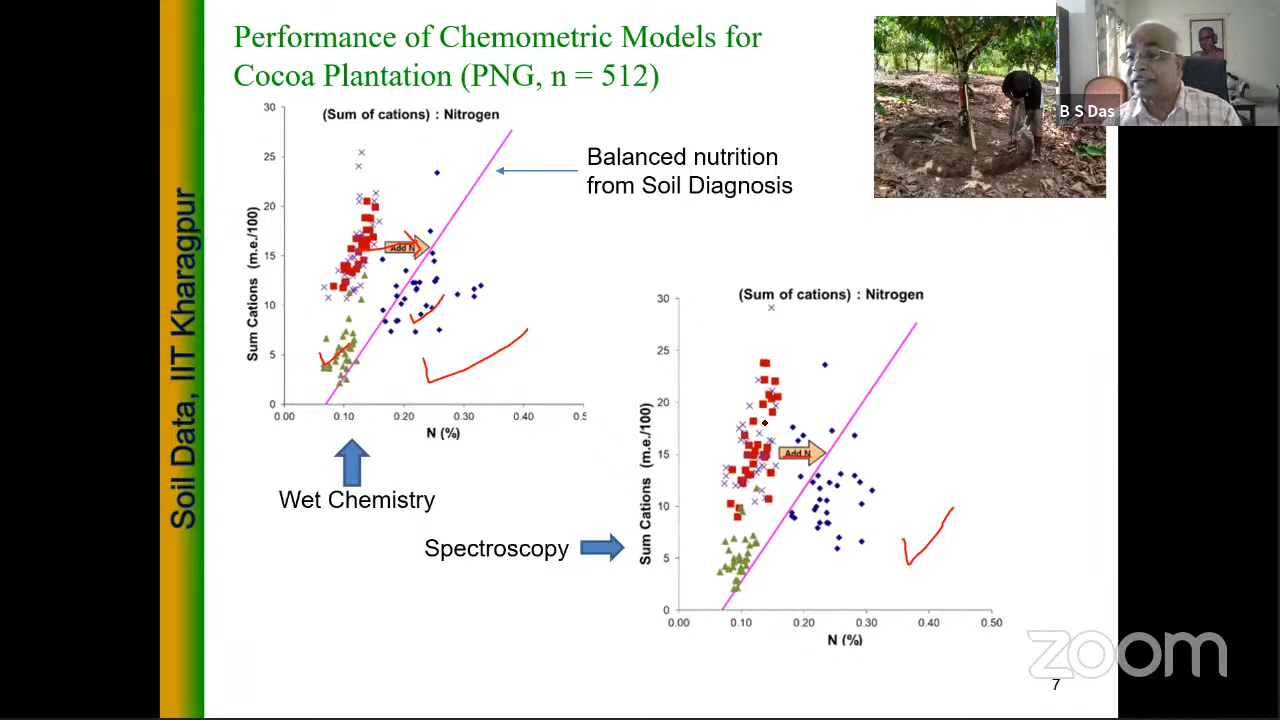 Performance of Chemometric Models for
Cocoa Plantation (PNG, n = 512)
B S Das
Soil Data, IIT Kharagpur
(Sum of cations) : Nitrogen
30
25
20
15
10
5
0
Sum Cations (m.e./100)
Add N
0.00 0.10 0.20 0.30 0.40 0.5
N (%)
Balanced nutrition
from Soil Diagnosis
Wet Chemistry
Spectroscopy
(Sum of cations) : Nitrogen
30
25
20
15
10
5
0
Sum Cations (m.e./100)
Add N
0.00 0.10 0.20 0.30 0.40 0.50
N (%)
zoom
7